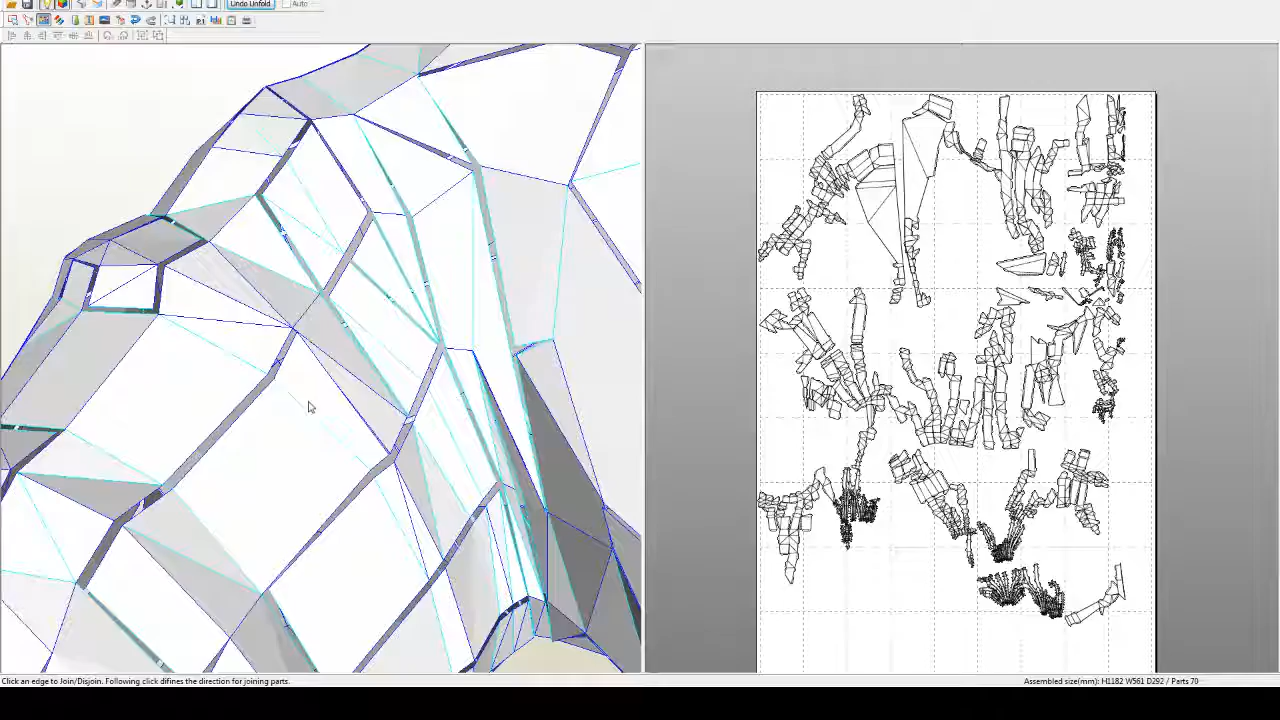 Undo Unfold
Auto
Click an edge to Join/Disjoin. Following click difines the direction for joining parts.
Assembled size(mm): H1182 W561 D292 / Parts 70